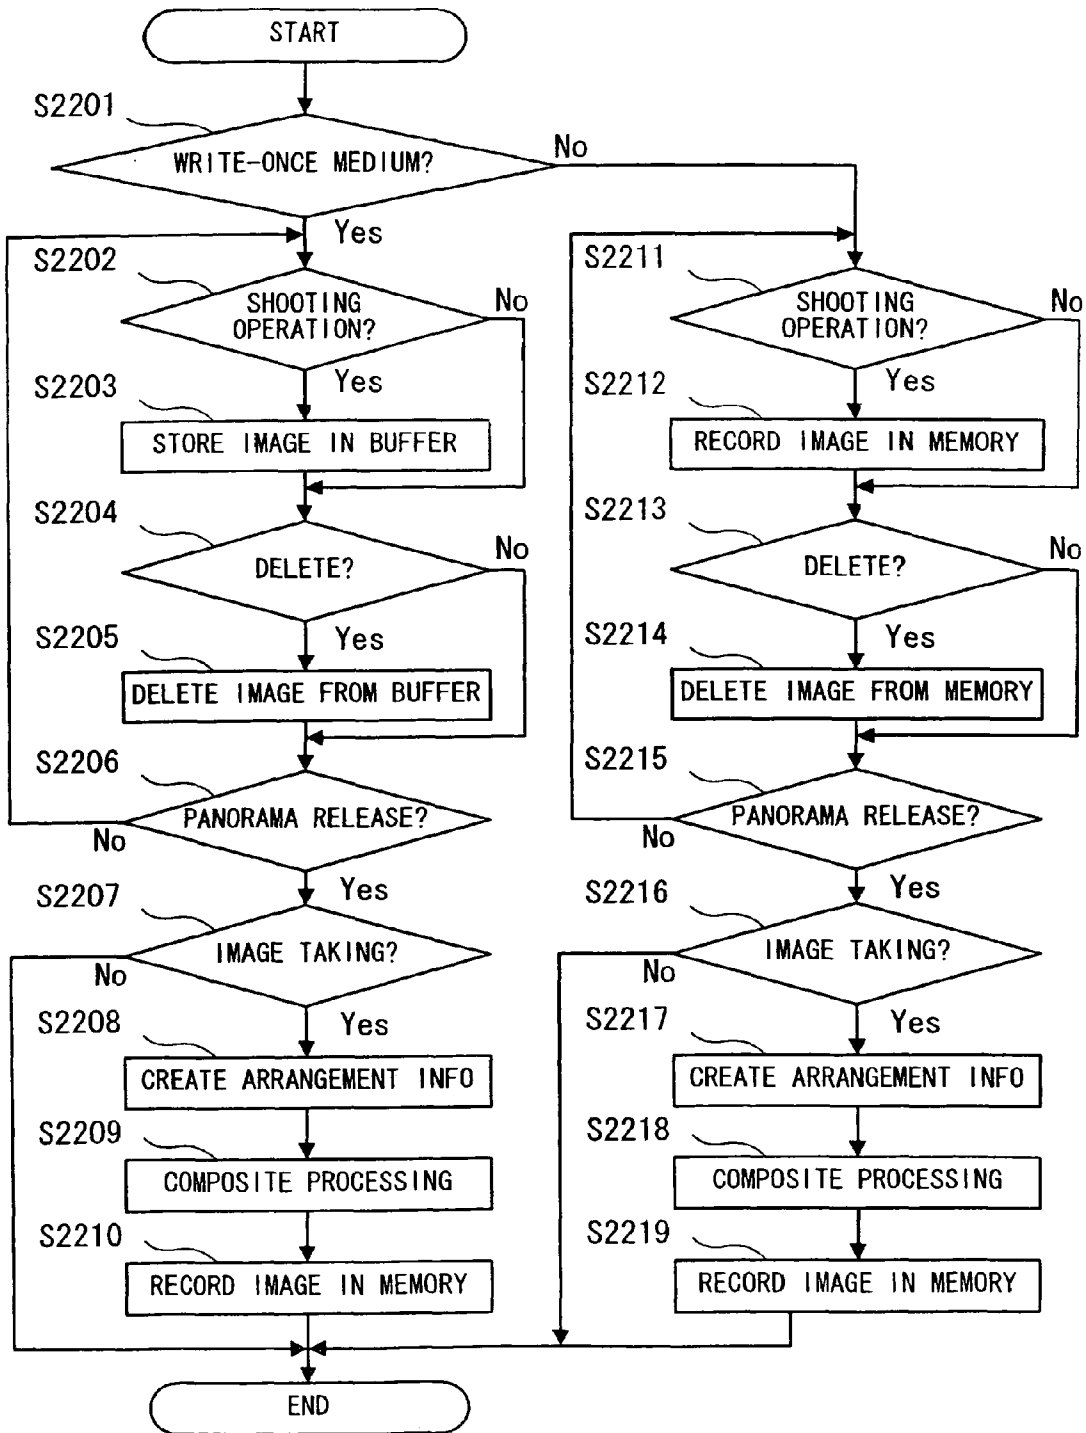 START
S2201
WRITE-ONCE MEDIUM?
No
Yes
S2202
SHOOTING
OPERATION?
No
Yes
S2203
STORE IMAGE IN BUFFER
S2204
DELETE?
No
Yes
S2205
DELETE IMAGE FROM BUFFER
S2206
PANORAMA RELEASE?
No
Yes
S2207
IMAGE TAKING?
No
Yes
S2208
CREATE ARRANGEMENT INFO
S2209
COMPOSITE PROCESSING
S2210
RECORD IMAGE IN MEMORY
S2211
SHOOTING
OPERATION?
No
Yes
S2212
RECORD IMAGE IN MEMORY
S2213
DELETE?
No
Yes
S2214
DELETE IMAGE FROM MEMORY
S2215
PANORAMA RELEASE?
No
Yes
S2216
IMAGE TAKING?
No
Yes
S2217
CREATE ARRANGEMENT INFO
S2218
COMPOSITE PROCESSING
S2219
RECORD IMAGE IN MEMORY
END